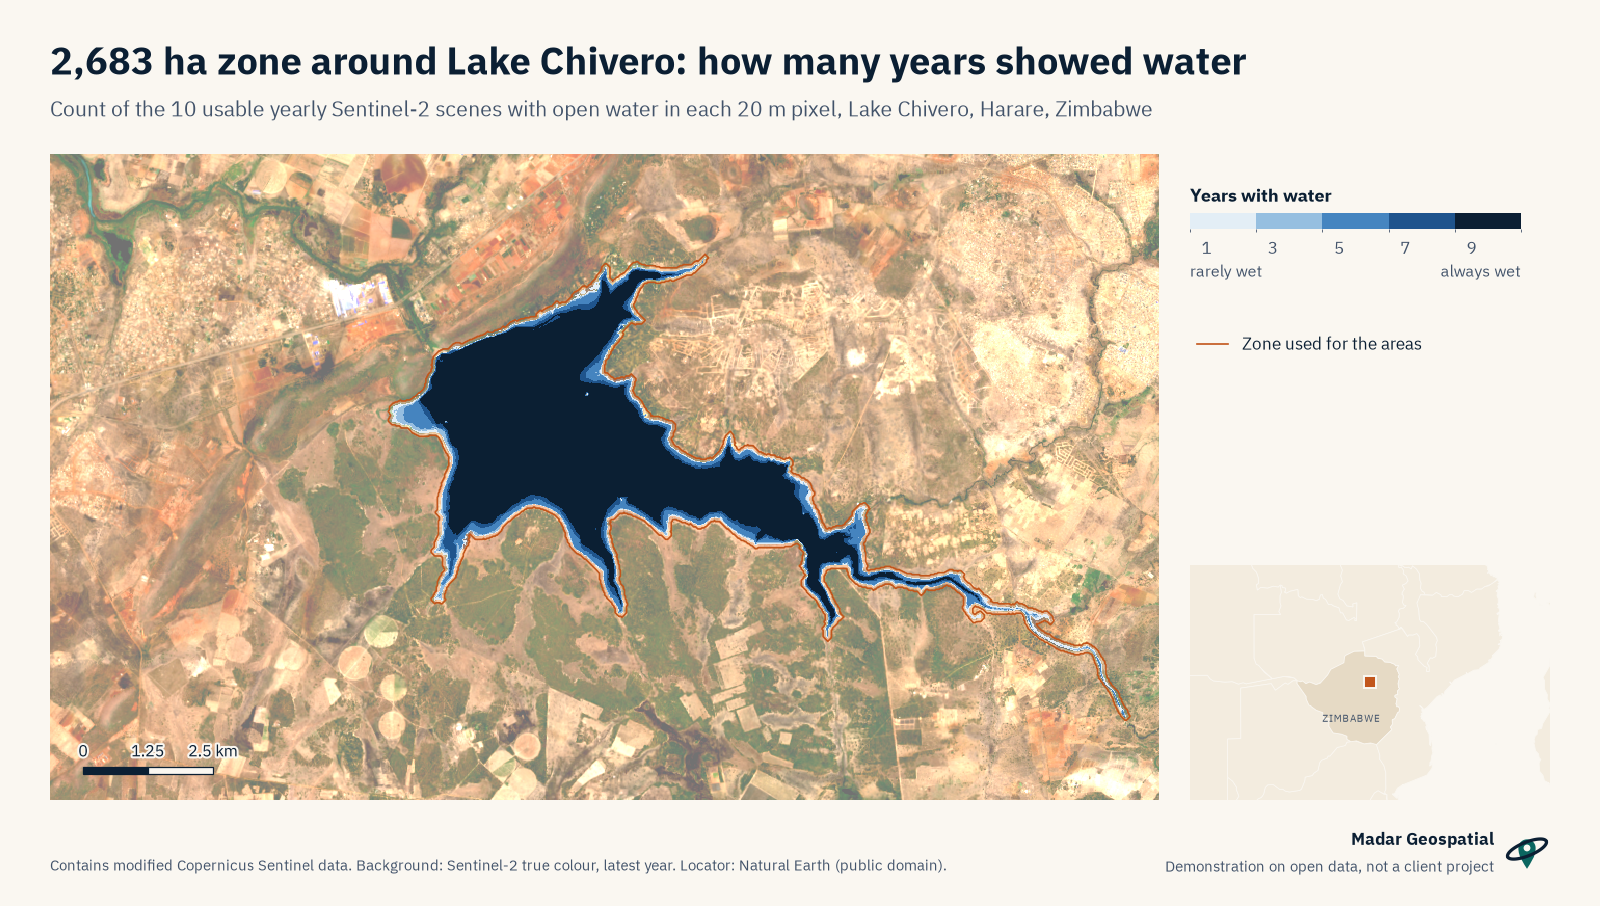 2,683 ha zone around Lake Chivero: how many years showed water
Count of the 10 usable yearly Sentinel-2 scenes with open water in each 20 m pixel, Lake Chivero, Harare, Zimbabwe
Years with water
1 3 5 7 9
rarely wet always wet
Zone used for the areas
ZIMBABWE
0 1.25 2.5 km
Madar Geospatial
Contains modified Copernicus Sentinel data. Background: Sentinel-2 true colour, latest year. Locator: Natural Earth (public domain).
Demonstration on open data, not a client project